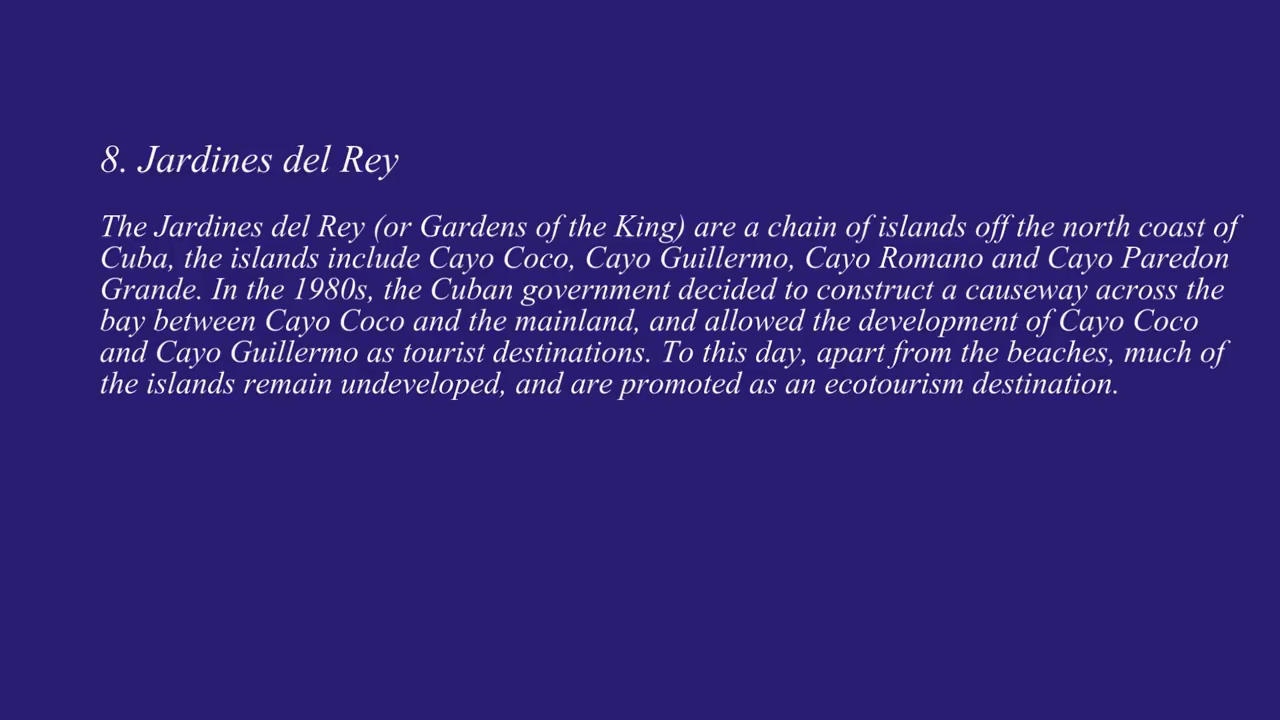 8. Jardines del Rey
The Jardines del Rey (or Gardens of the King) are a chain of islands off the north coast of
Cuba, the islands include Cayo Coco, Cayo Guillermo, Cayo Romano and Cayo Paredon
Grande. In the 1980s, the Cuban government decided to construct a causeway across the
bay between Cayo Coco and the mainland, and allowed the development of Cayo Coco
and Cayo Guillermo as tourist destinations. To this day, apart from the beaches, much of
the islands remain undeveloped, and are promoted as an ecotourism destination.